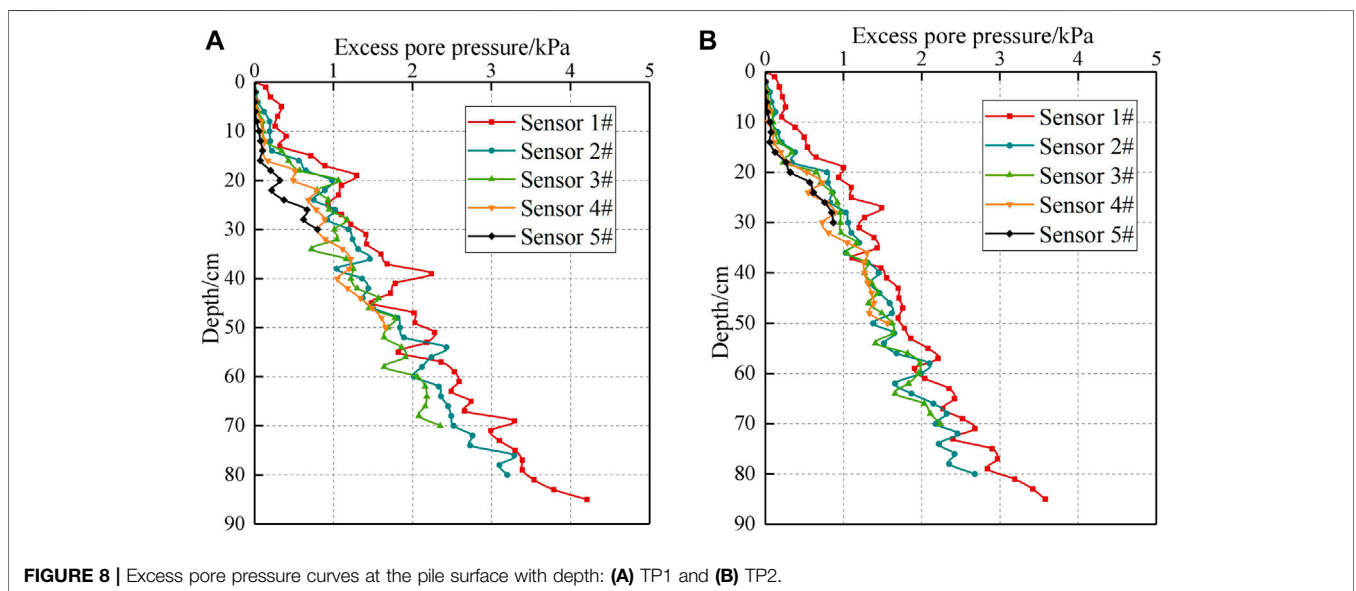 A
Excess pore pressure/kPa
0 1 2 3 4 5
0
10
20
30
40
50
60
70
80
90
Depth/cm
Sensor 1#
Sensor 2#
Sensor 3#
Sensor 4#
Sensor 5#
B
Excess pore pressure/kPa
0 1 2 3 4 5
0
10
20
30
40
50
60
70
80
90
Depth/cm
Sensor 1#
Sensor 2#
Sensor 3#
Sensor 4#
Sensor 5#
FIGURE 8 | Excess pore pressure curves at the pile surface with depth: (A) TP1 and (B) TP2.